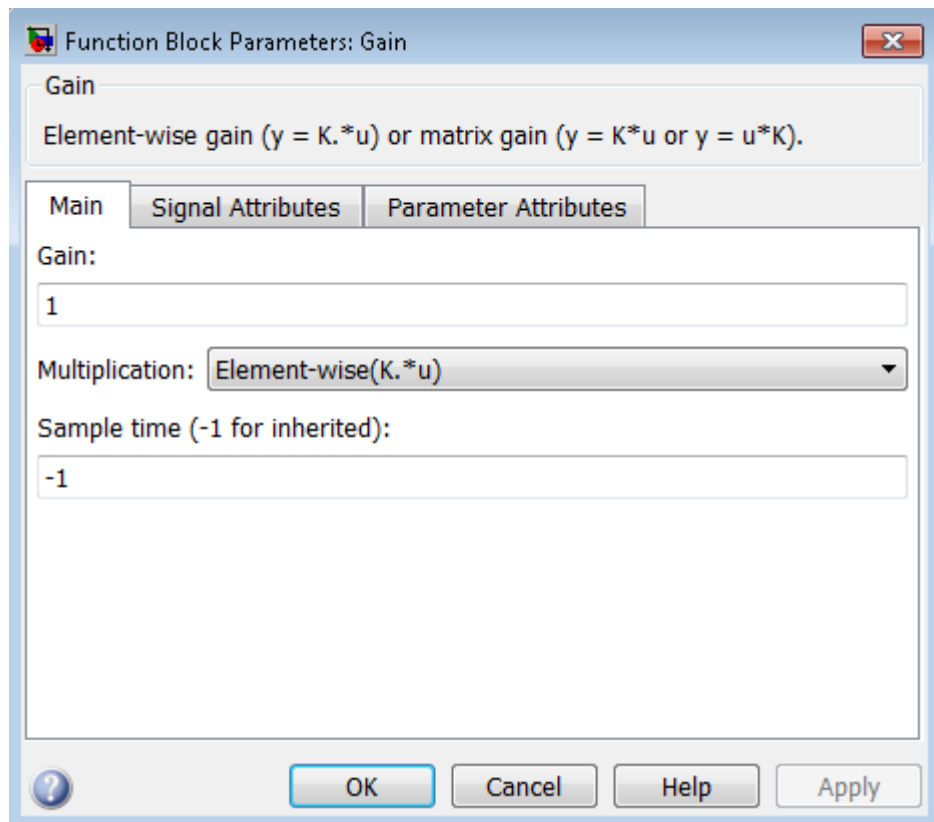 Function Block Parameters: Gain
Gain
Element-wise gain (y = K.*u) or matrix gain (y = K*u or y = u*K).
Main Signal Attributes Parameter Attributes
Gain:
1
Multiplication: Element-wise(K.*u)
Sample time (-1 for inherited):
-1
OK Cancel Help Apply